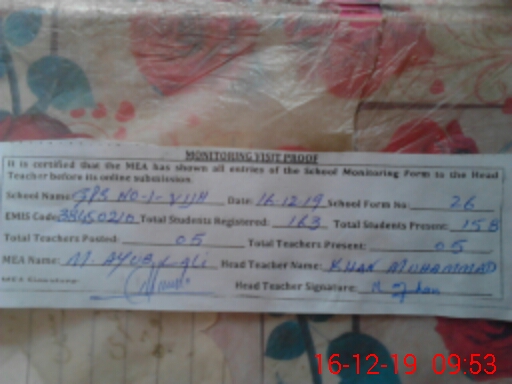 MONITORING VISIT PROOF
It is certified that the MEA has shown all entries of the School Monitoring Form to the Head
Teacher before its online submission.
School Name: GPS NO-1- Date: 16-12-19 School Form No: 26
EMIS Code: Total Students Registered: 163 Total Students Present: 158
Total Teachers Posted: 05 Total Teachers Present: 05
MEA Name: M. AYUB Head Teacher Name: KHAN MUHAMMAD
MEA Signature: Head Teacher Signature:
16-12-19 09:53